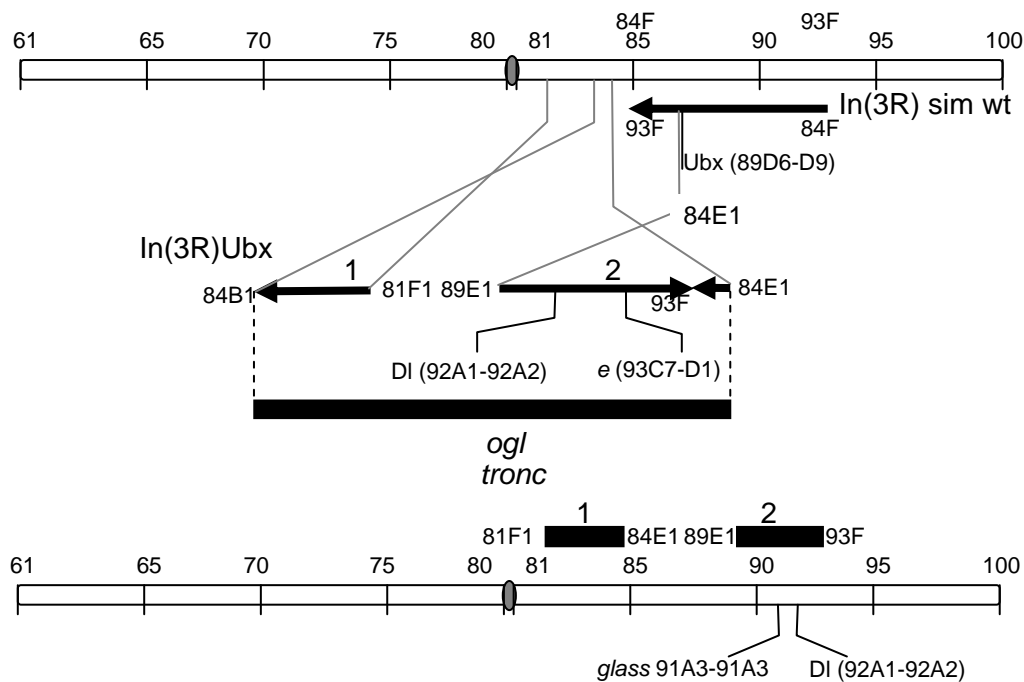 84F 93F
61 65 70 75 80 81 85 90 95 100
In(3R) sim wt
93F 84F
Ubx (89D6-D9)
84E1
In(3R)Ubx
1 2
84B1 81F1 89E1 93F 84E1
Dl (92A1-92A2) e (93C7-D1)
ogl
tronc
1 2
81F1 84E1 89E1 93F
61 65 70 75 80 81 85 90 95 100
glass 91A3-91A3 Dl (92A1-92A2)